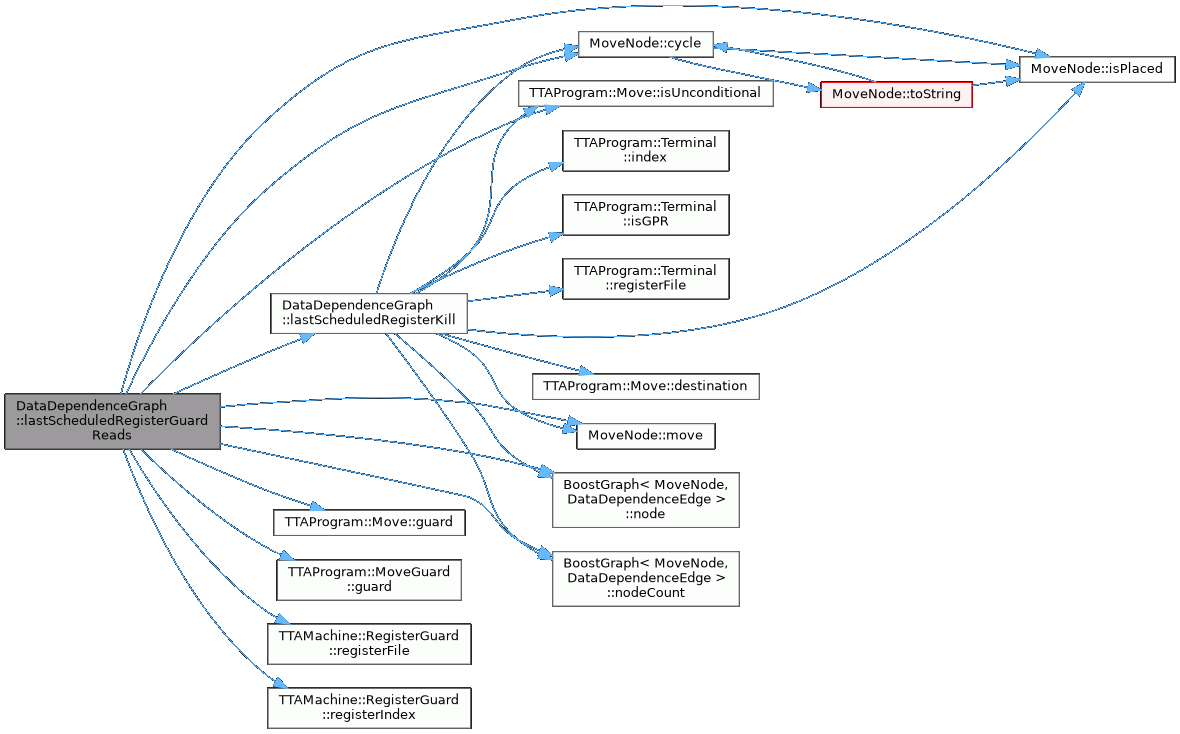 MoveNode::cycle
MoveNode::isPlaced
TTAProgram::Move::isUnconditional
MoveNode::toString
TTAProgram::Terminal
::index
TTAProgram::Terminal
::isGPR
TTAProgram::Terminal
::registerFile
DataDependenceGraph
::lastScheduledRegisterKill
TTAProgram::Move::destination
DataDependenceGraph
::lastScheduledRegisterGuard
Reads
MoveNode::move
BoostGraph< MoveNode,
DataDependenceEdge >
::node
TTAProgram::Move::guard
BoostGraph< MoveNode,
DataDependenceEdge >
::nodeCount
TTAProgram::MoveGuard
::guard
TTAMachine::RegisterGuard
::registerFile
TTAMachine::RegisterGuard
::registerIndex